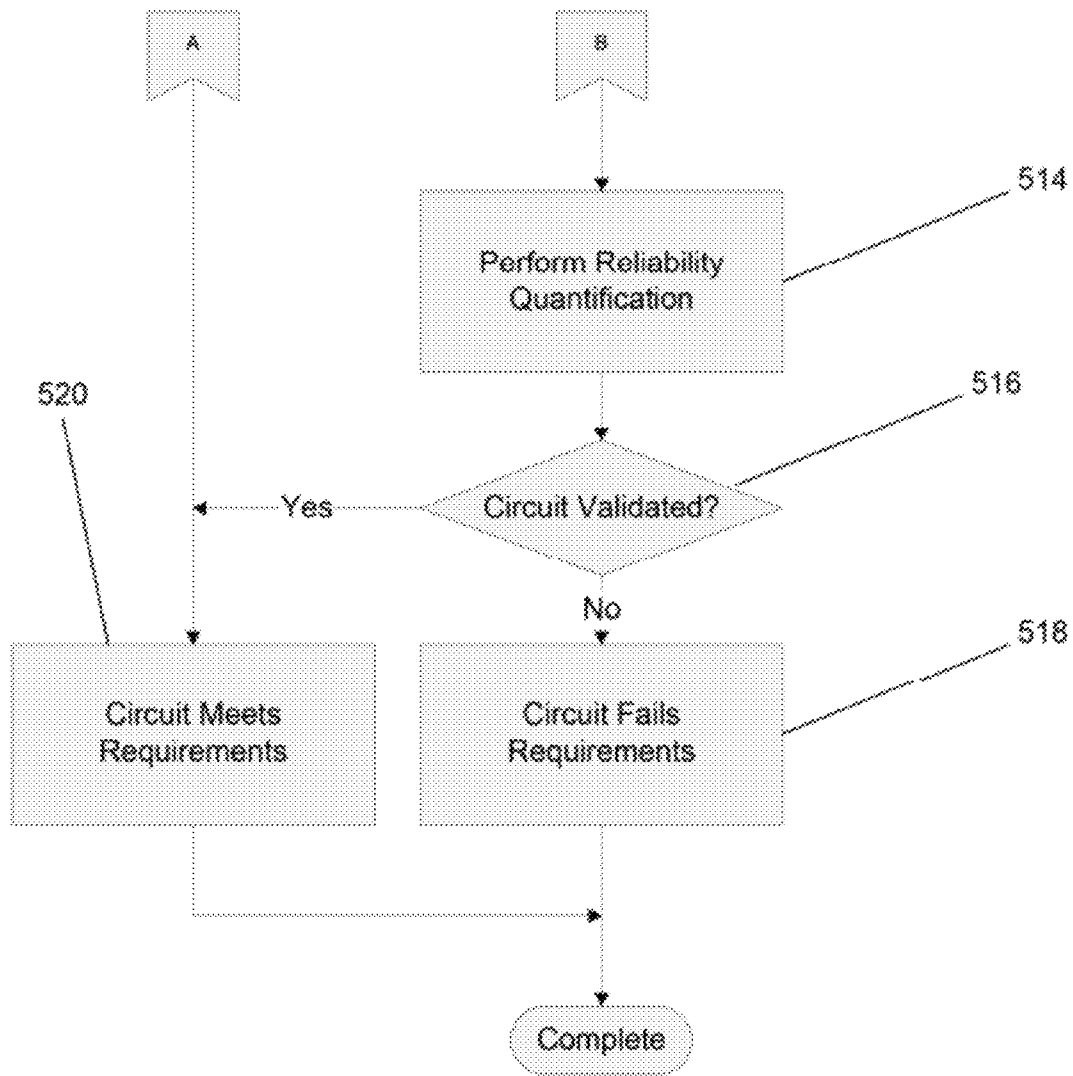 A
B
514
Perform Reliability
Quantification
520
516
Yes
Circuit Validated?
No
518
Circuit Meets
Requirements
Circuit Fails
Requirements
Complete